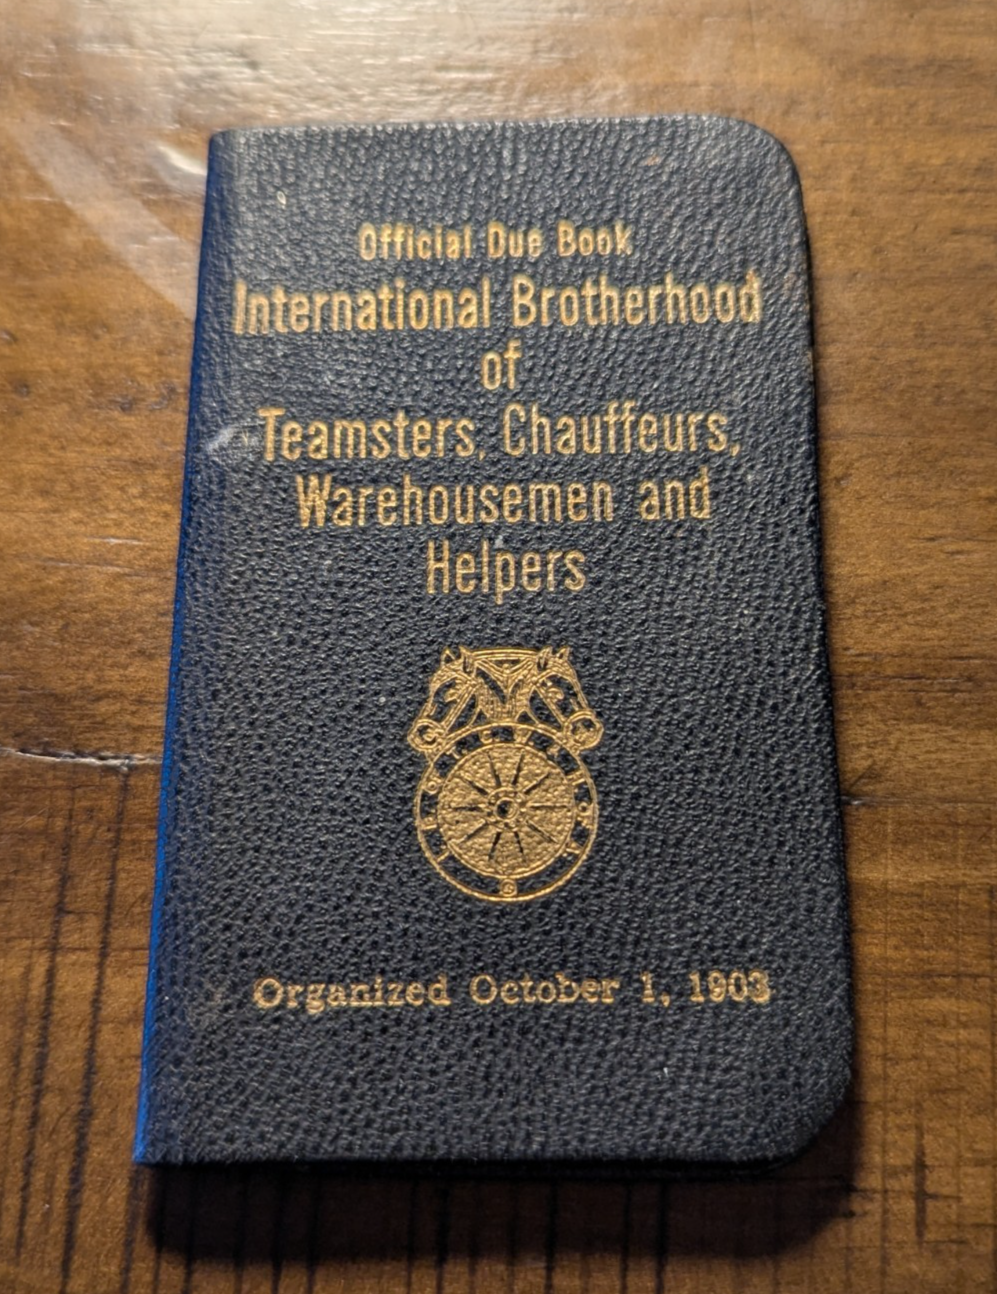 Official Due Book
International Brotherhood
of
Teamsters, Chauffeurs,
Warehousemen and
Helpers
Organized October 1, 1903